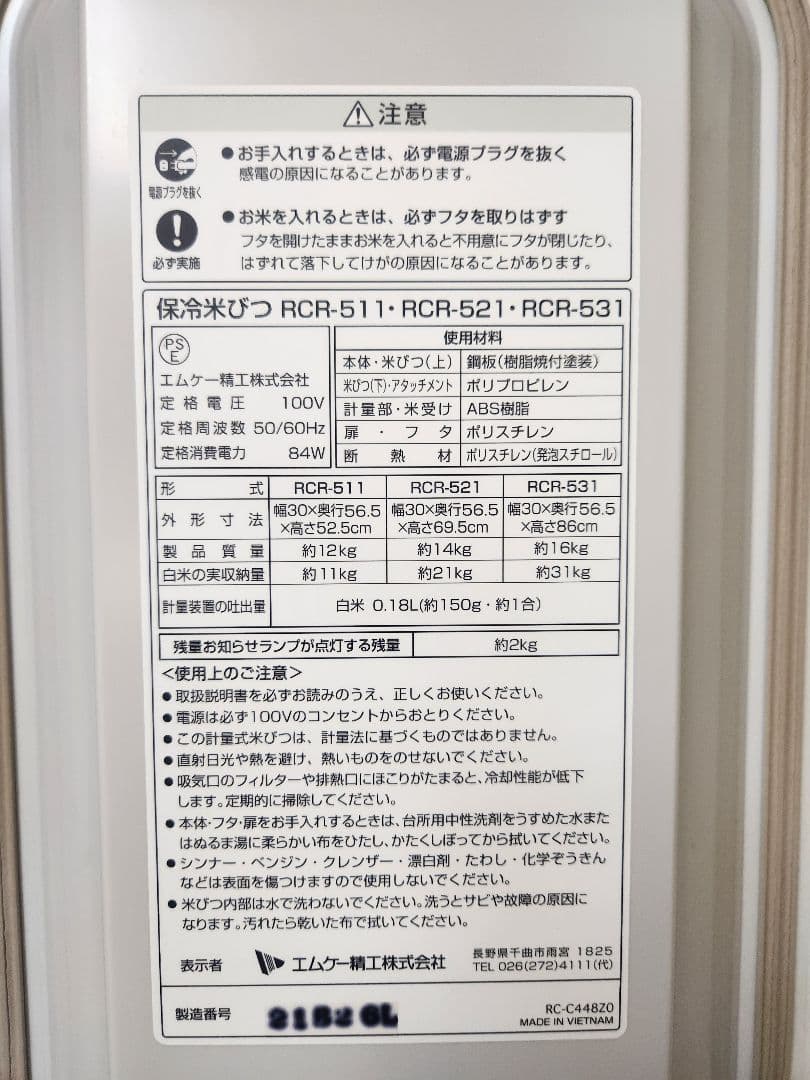 ⚠注意
●お手入れするときは、必ず電源プラグを抜く
感電の原因になることがあります。
電源プラグを抜く
●お米を入れるときは、必ずフタを取りはずす
フタを開けたままお米を入れると不用意にフタが閉じたり、
はずれて落下してけがの原因になることがあります。
必ず実施
保冷米びつ RCR-511・RCR-521・RCR-531
PSE
エムケー精工株式会社
定格電圧 100V
定格周波数 50/60Hz
定格消費電力 84W
使用材料
本体・米びつ(上) 鋼板(樹脂焼付塗装)
米びつ(下)・アタッチメント ポリプロピレン
計量部・米受け ABS樹脂
扉・フタ ポリスチレン
断熱材 ポリスチレン(発泡スチロール)
形式 RCR-511 RCR-521 RCR-531
外形寸法 幅30×奥行56.5×高さ52.5cm 幅30×奥行56.5×高さ69.5cm 幅30×奥行56.5×高さ86cm
製品質量 約12kg 約14kg 約16kg
白米の実収納量 約11kg 約21kg 約31kg
計量装置の吐出量 白米 0.18L(約150g・約1合)
残量お知らせランプが点灯する残量 約2kg
<使用上のご注意>
●取扱説明書を必ずお読みのうえ、正しくお使いください。
●電源は必ず100Vのコンセントからおとりください。
●この計量式米びつは、計量法に基づくものではありません。
●直射日光や熱を避け、熱いものをのせないでください。
●吸気口のフィルターや排熱口にほこりがたまると、冷却性能が低下
します。定期的に掃除してください。
●本体・フタ・扉をお手入れするときは、台所用中性洗剤をうすめた水また
はぬるま湯に柔らかい布をひたし、かたくしぼってから拭いてください。
●シンナー・ベンジン・クレンザー・漂白剤・たわし・化学ぞうきん
などは表面を傷つけますので使用しないでください。
●米びつ内部は水で洗わないでください。洗うとサビや故障の原因に
なります。汚れたら乾いた布で拭いてください。
表示者 エムケー精工株式会社
長野県千曲市雨宮 1825
TEL 026(272)4111(代)
製造番号
RC-C448Z0
MADE IN VIETNAM